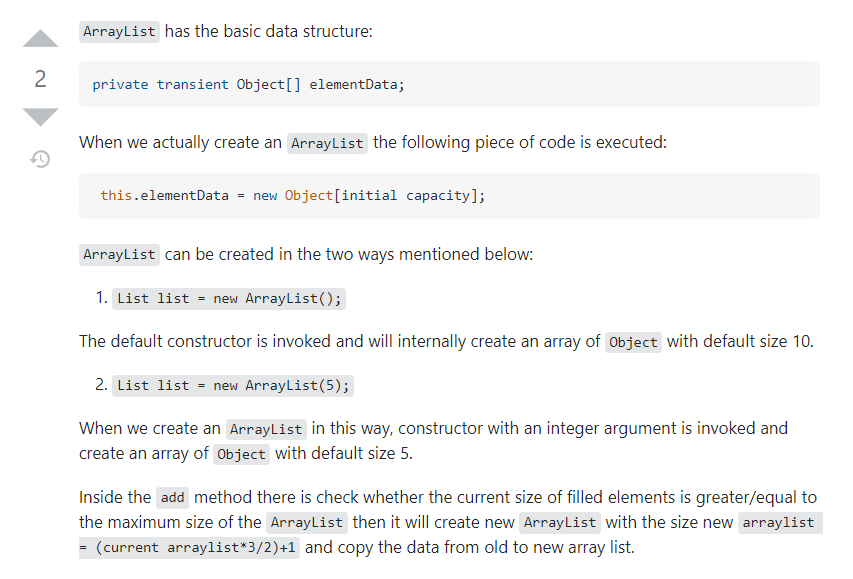 ArrayList has the basic data structure:
2
private transient Object[] elementData;
When we actually create an ArrayList the following piece of code is executed:
this.elementData = new Object[initial capacity];
ArrayList can be created in the two ways mentioned below:
1. List list = new ArrayList();
The default constructor is invoked and will internally create an array of Object with default size 10.
2. List list = new ArrayList(5);
When we create an ArrayList in this way, constructor with an integer argument is invoked and
create an array of Object with default size 5.
Inside the add method there is check whether the current size of filled elements is greater/equal to
the maximum size of the ArrayList then it will create new ArrayList with the size new arraylist
= (current arraylist*3/2)+1 and copy the data from old to new array list.